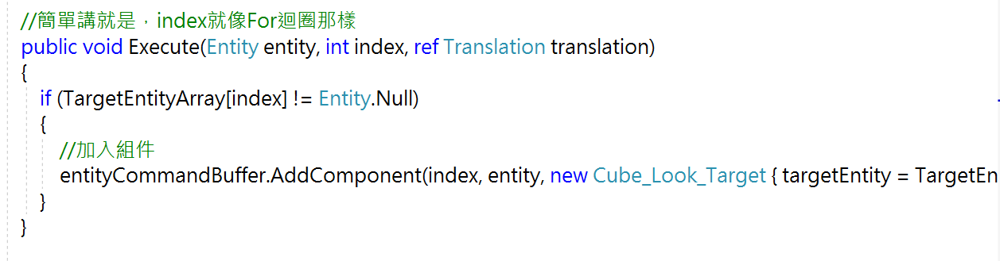 //簡單講就是，index就像For迴圈那樣
public void Execute(Entity entity, int index, ref Translation translation)
{
if (TargetEntityArray[index] != Entity.Null)
{
//加入組件
entityCommandBuffer.AddComponent(index, entity, new Cube_Look_Target { targetEntity = TargetEn
}
}